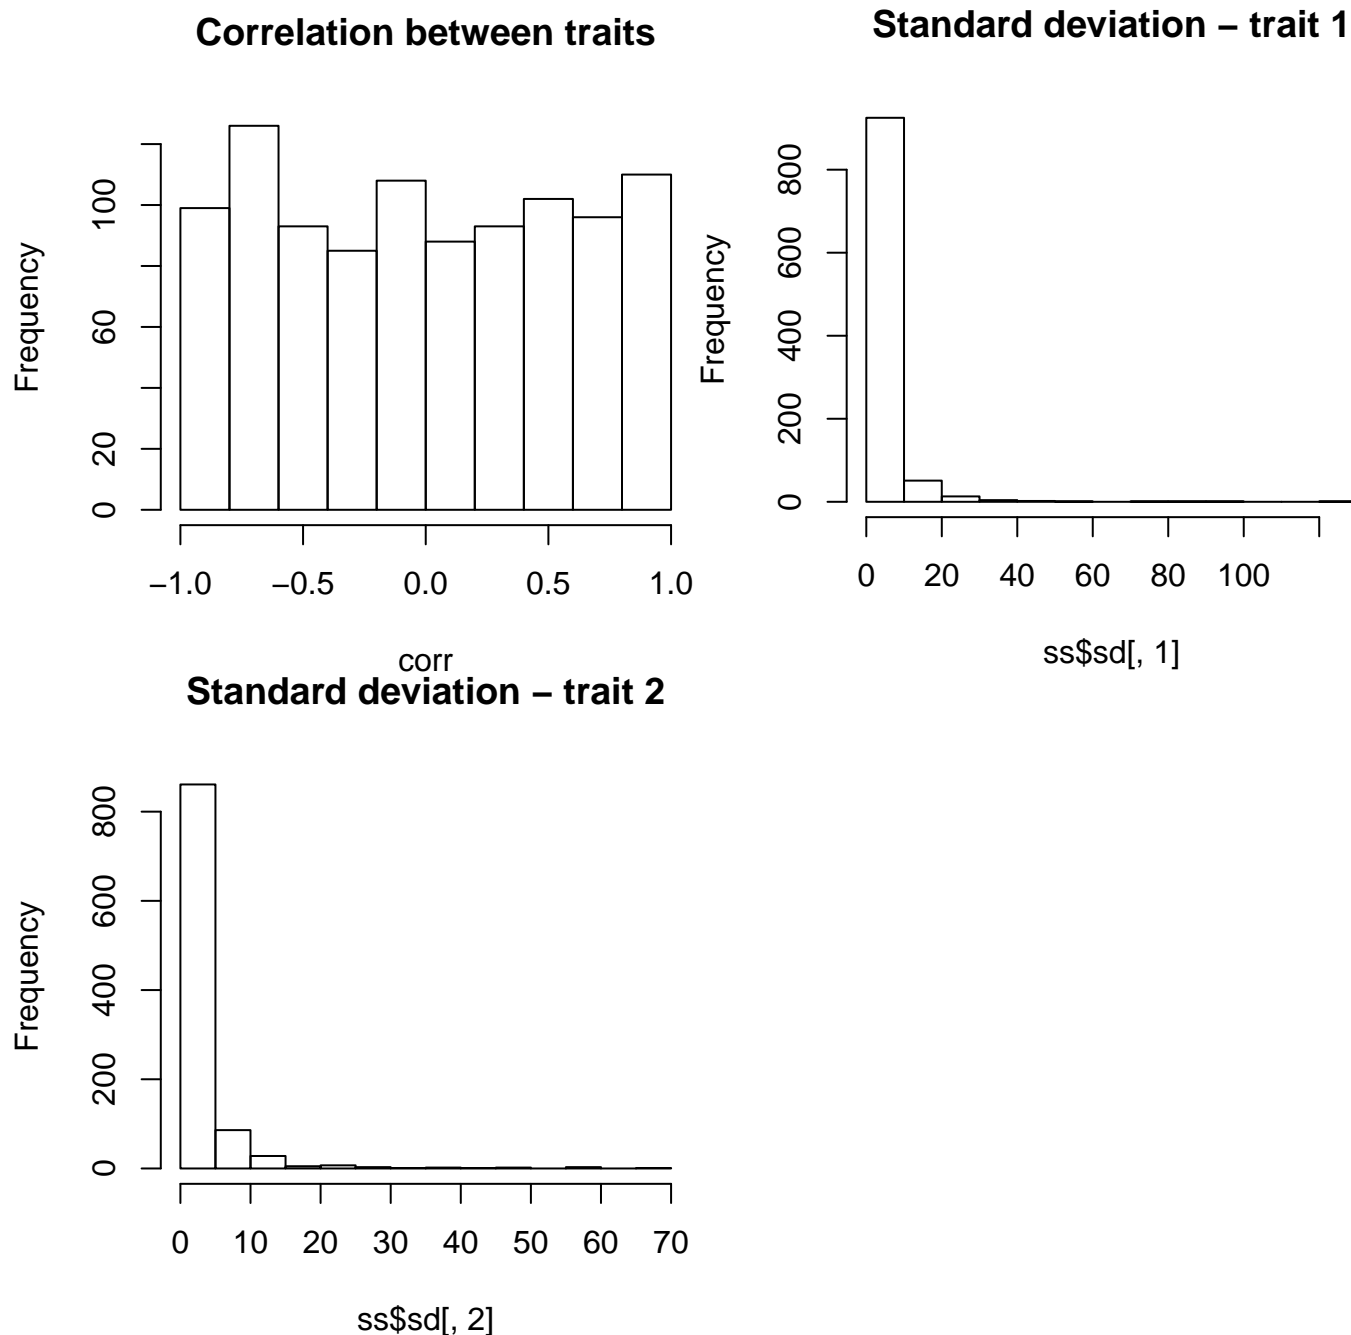 Correlation between traits
Frequency
0
20
60
100
−1.0 −0.5 0.0 0.5 1.0
corr
Standard deviation − trait 1
Frequency
0
200
400
600
800
0 20 40 60 80 100
ss$sd[, 1]
Standard deviation − trait 2
Frequency
0
200
400
600
800
0 10 20 30 40 50 60 70
ss$sd[, 2]